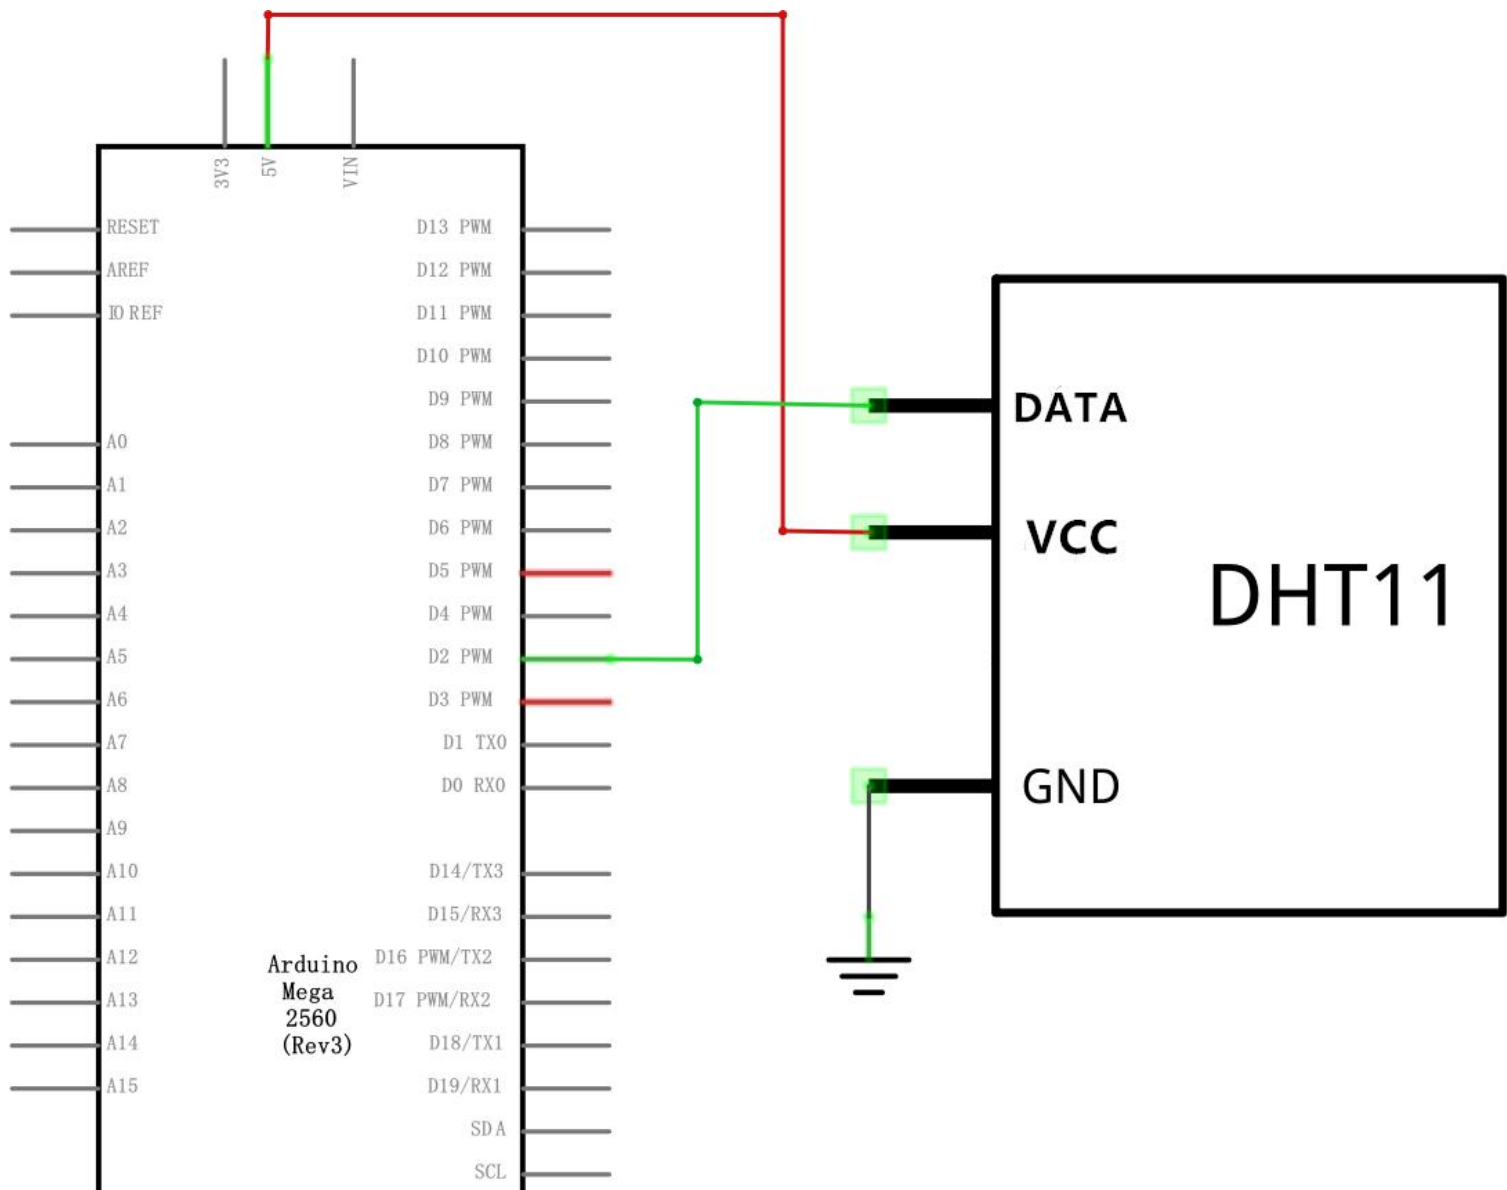 3V3
5V
VIN
RESET
AREF
IO REF
A0
A1
A2
A3
A4
A5
A6
A7
A8
A9
A10
A11
A12
A13
A14
A15
D13 PWM
D12 PWM
D11 PWM
D10 PWM
D9 PWM
D8 PWM
D7 PWM
D6 PWM
D5 PWM
D4 PWM
D2 PWM
D3 PWM
D1 TX0
D0 RX0
D14/TX3
D15/RX3
D16 PWM/TX2
D17 PWM/RX2
D18/TX1
D19/RX1
SDA
SCL
Arduino
Mega
2560
(Rev3)
DATA
VCC
GND
DHT11